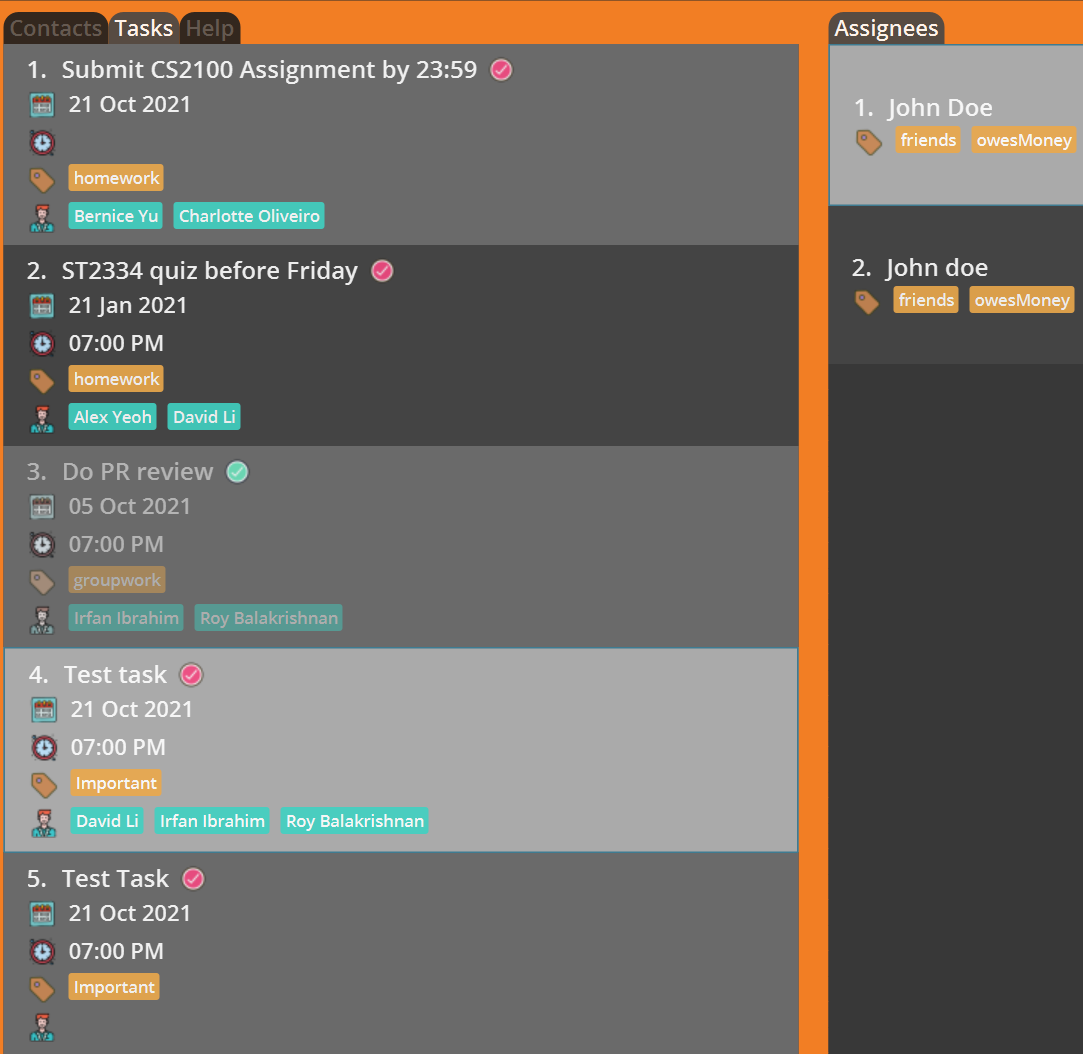 Contacts Tasks Help
1. Submit CS2100 Assignment by 23:59
21 Oct 2021
homework
Bernice Yu Charlotte Oliveiro
2. ST2334 quiz before Friday
21 Jan 2021
07:00 PM
homework
Alex Yeoh David Li
3. Do PR review
05 Oct 2021
07:00 PM
groupwork
Irfan Ibrahim Roy Balakrishnan
4. Test task
21 Oct 2021
07:00 PM
Important
David Li Irfan Ibrahim Roy Balakrishnan
5. Test Task
21 Oct 2021
07:00 PM
Important
Assignees
1. John Doe
friends owesMoney
2. John doe
friends owesMoney